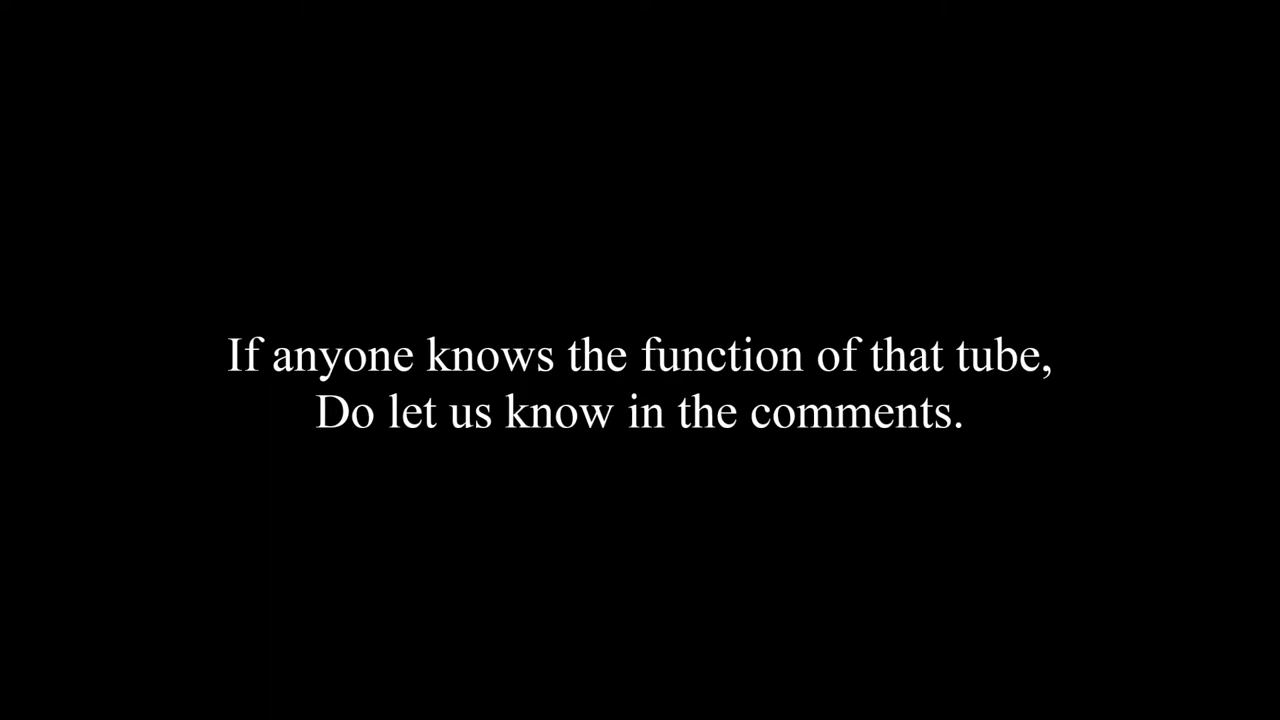 If anyone knows the function of that tube,
Do let us know in the comments.